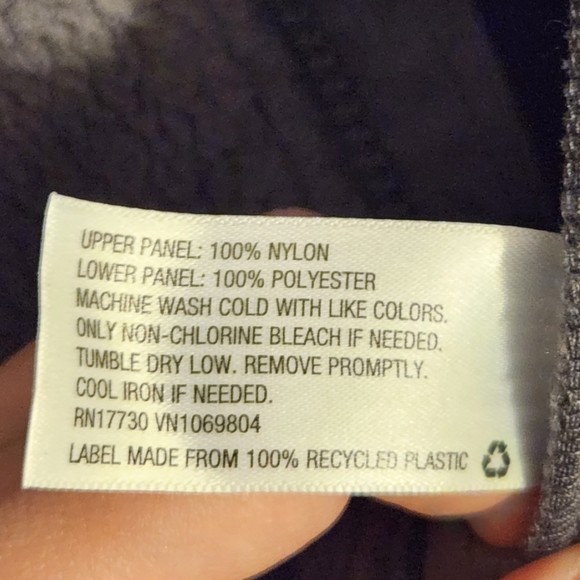 UPPER PANEL: 100% NYLON
LOWER PANEL: 100% POLYESTER
MACHINE WASH COLD WITH LIKE COLORS.
ONLY NON-CHLORINE BLEACH IF NEEDED.
TUMBLE DRY LOW. REMOVE PROMPTLY.
COOL IRON IF NEEDED.
RN17730 VN1069804
LABEL MADE FROM 100% RECYCLED PLASTIC